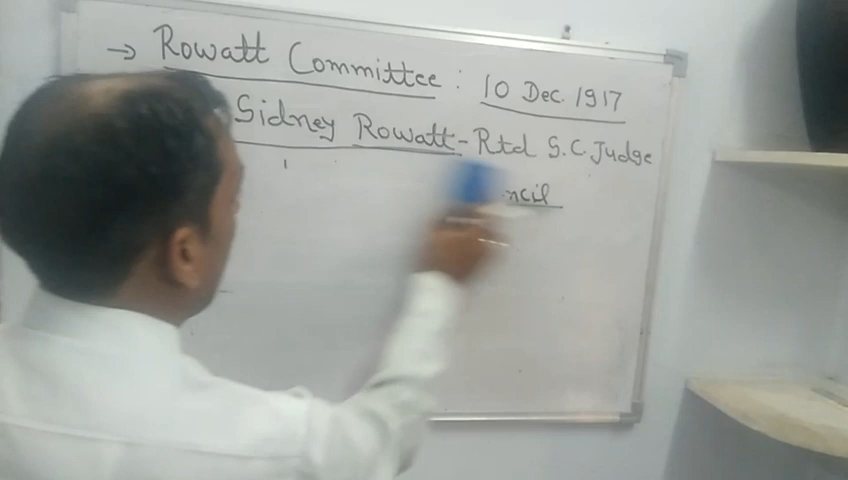 → Rowatt Committee : 10 Dec. 1917
Sidney Rowatt - Rtd S.C. Judge
ncil